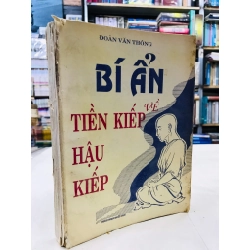 ĐOÀN VĂN THÔNG
BÍ ẨN
VỀ
TIỀN KIẾP
HẬU
KIẾP